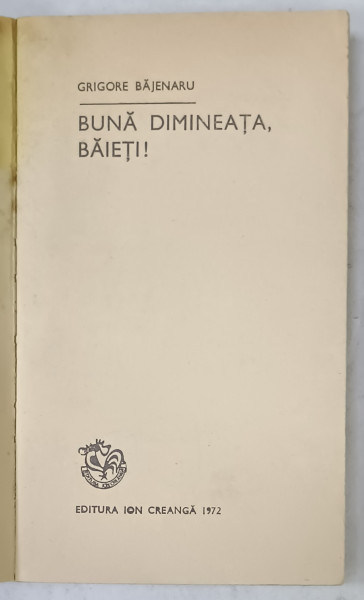 GRIGORE BĂJENARU
BUNĂ DIMINEAȚA,
BĂIEȚI!
EDITURA ION CREANGĂ 1972